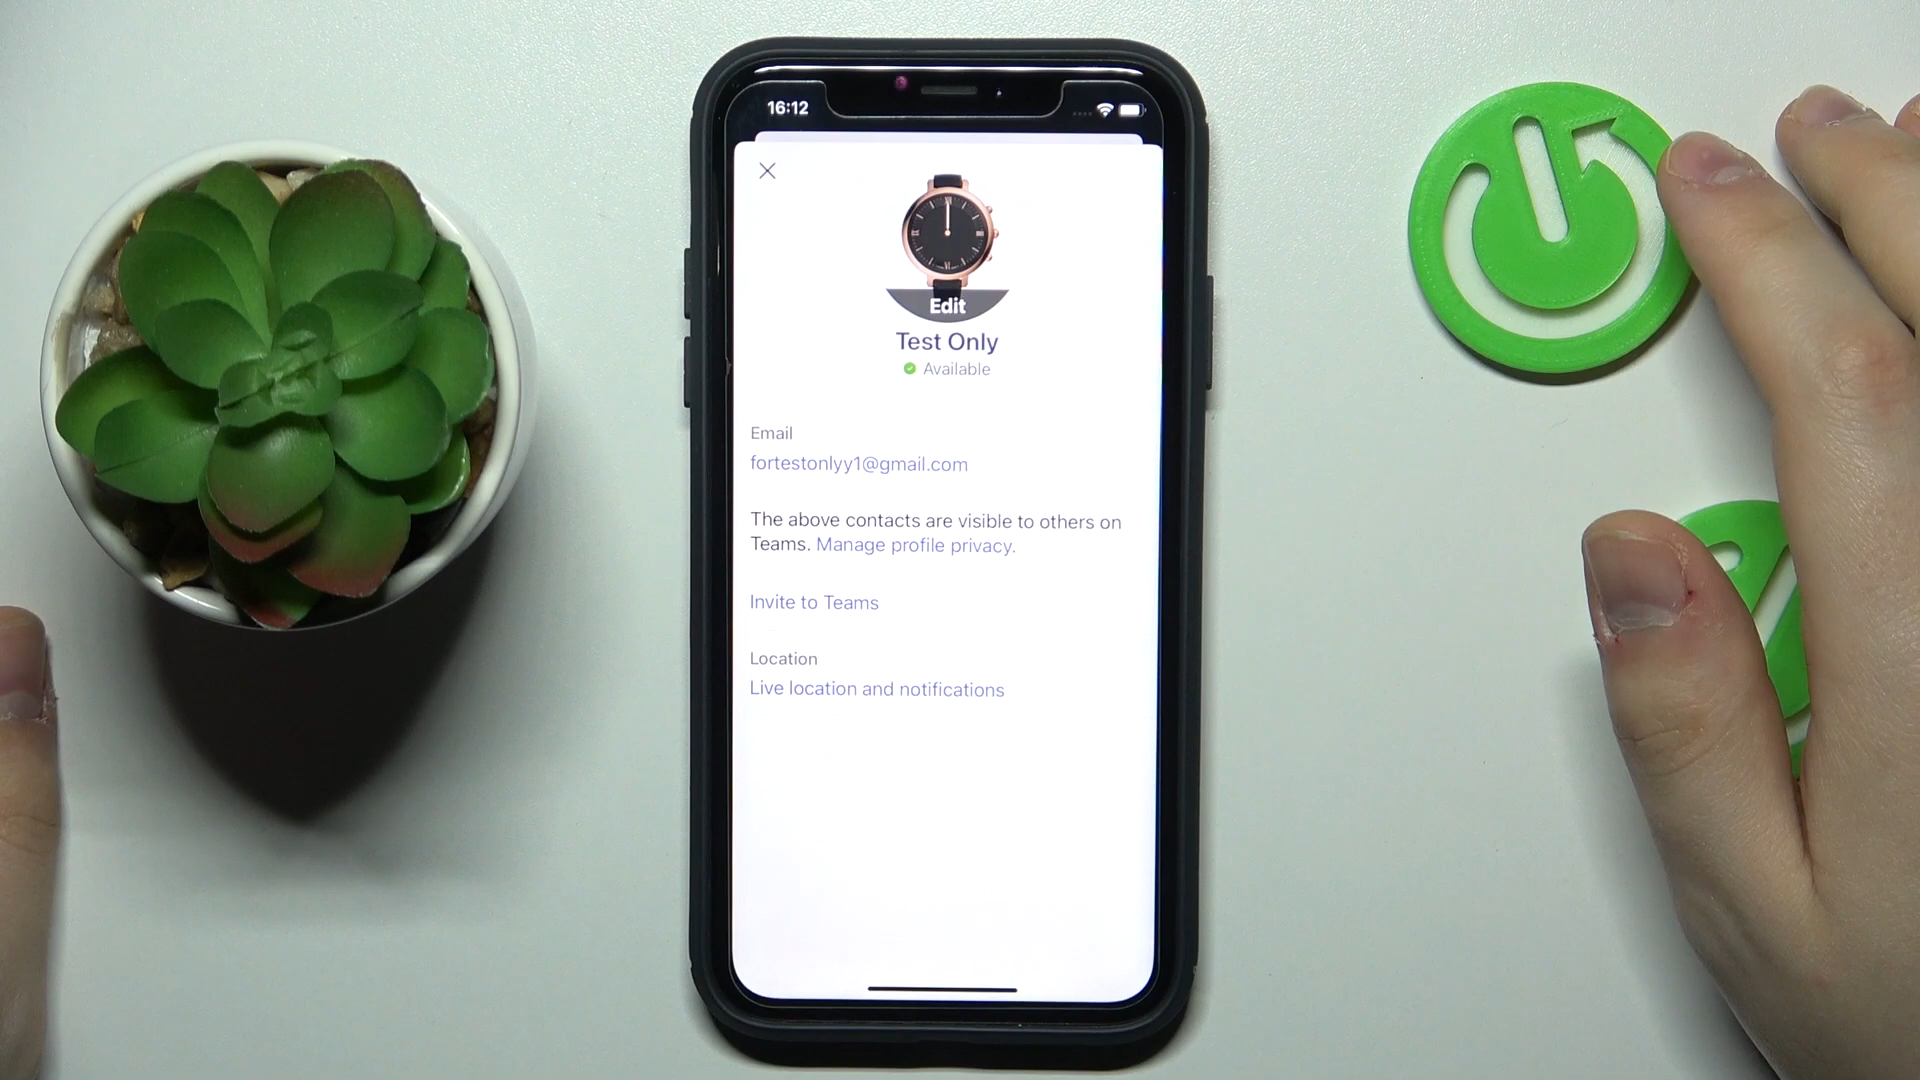 16:12
Edit
Test Only
Available
Email
fortestonlyy1@gmail.com
The above contacts are visible to others on
Teams. Manage profile privacy.
Invite to Teams
Location
Live location and notifications